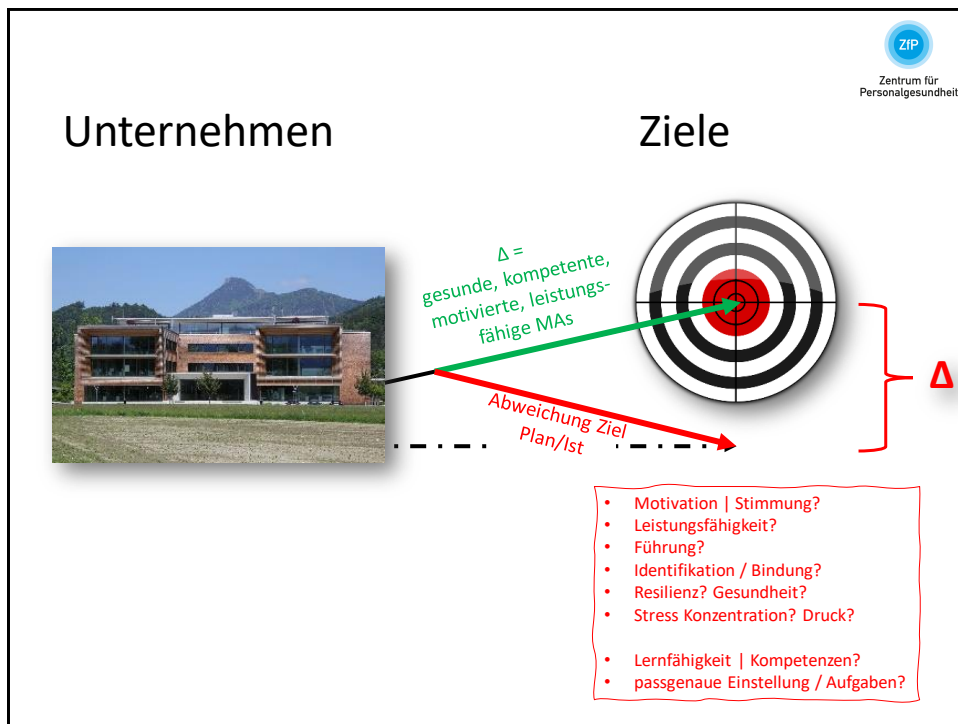 ZfP
Zentrum für
Personalgesundheit
Unternehmen
Ziele
Δ =
gesunde, kompetente,
motivierte, leistungs-
fähige MAs
Abweichung Ziel
Plan/Ist
Δ
• Motivation | Stimmung?
• Leistungsfähigkeit?
• Führung?
• Identifikation / Bindung?
• Resilienz? Gesundheit?
• Stress Konzentration? Druck?
• Lernfähigkeit | Kompetenzen?
• passgenaue Einstellung / Aufgaben?